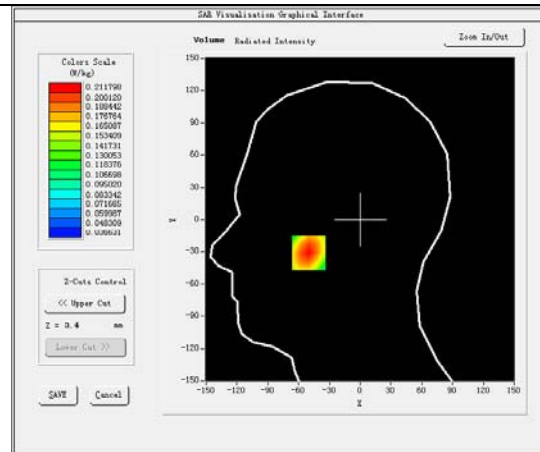 SAR Visualisation Graphical Interface
Volume Radiated Intensity
Zoom In/Out
Colors Scale
(W/kg)
0.211798
0.200120
0.188442
0.176764
0.165087
0.153409
0.141731
0.130053
0.118376
0.106698
0.095020
0.083342
0.071665
0.059987
0.048309
0.036631
Z-Cuts Control
<< Upper Cut
Z = 3.4 mm
Lower Cut >>
SAVE Cancel
150
120
90
60
30
0
-30
-60
-90
-120
-150
Y
-150 -120 -90 -60 -30 0 30 60 90 120 150
X